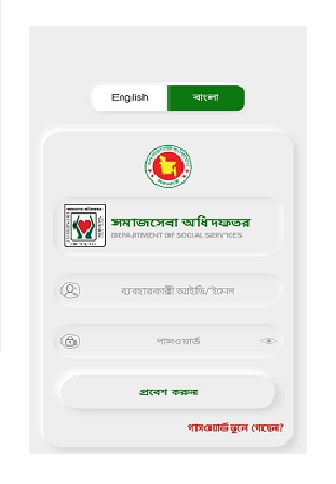 English বাংলা
সমাজসেবা অধিদফতর
DEPARTMENT OF SOCIAL SERVICES
ব্যবহারকারী আইডি/ইমেল
পাসওয়ার্ড
প্রবেশ করুন
পাসওয়ার্ড ভুলে গেছেন?